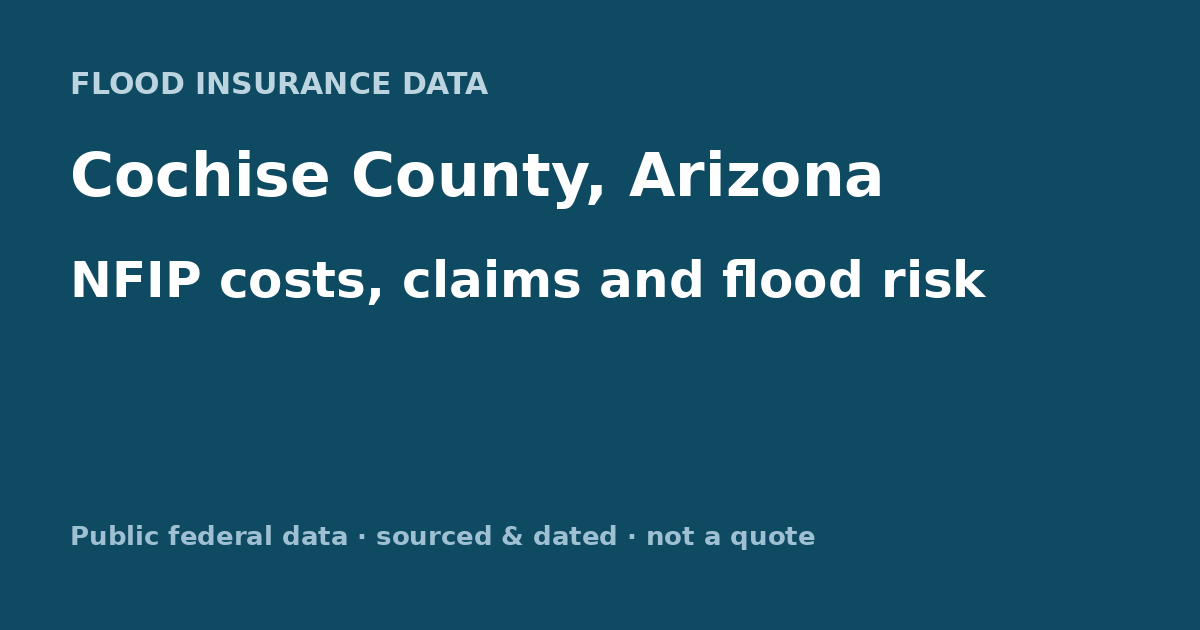 FLOOD INSURANCE DATA
Cochise County, Arizona
NFIP costs, claims and flood risk
Public federal data · sourced & dated · not a quote